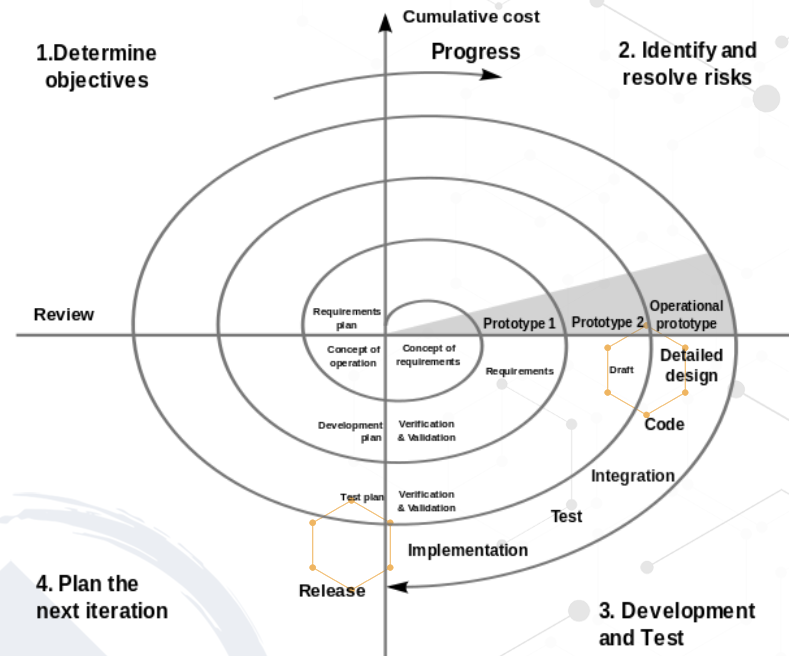 Cumulative cost
Progress
1.Determine
objectives
2. Identify and
resolve risks
Review
Requirements
plan
Prototype 1
Prototype 2
Operational
prototype
Concept of
operation
Concept of
requirements
Requirements
Draft
Detailed
design
Development
plan
Verification
& Validation
Code
Integration
Test plan
Verification
& Validation
Test
Implementation
Release
4. Plan the
next iteration
3. Development
and Test